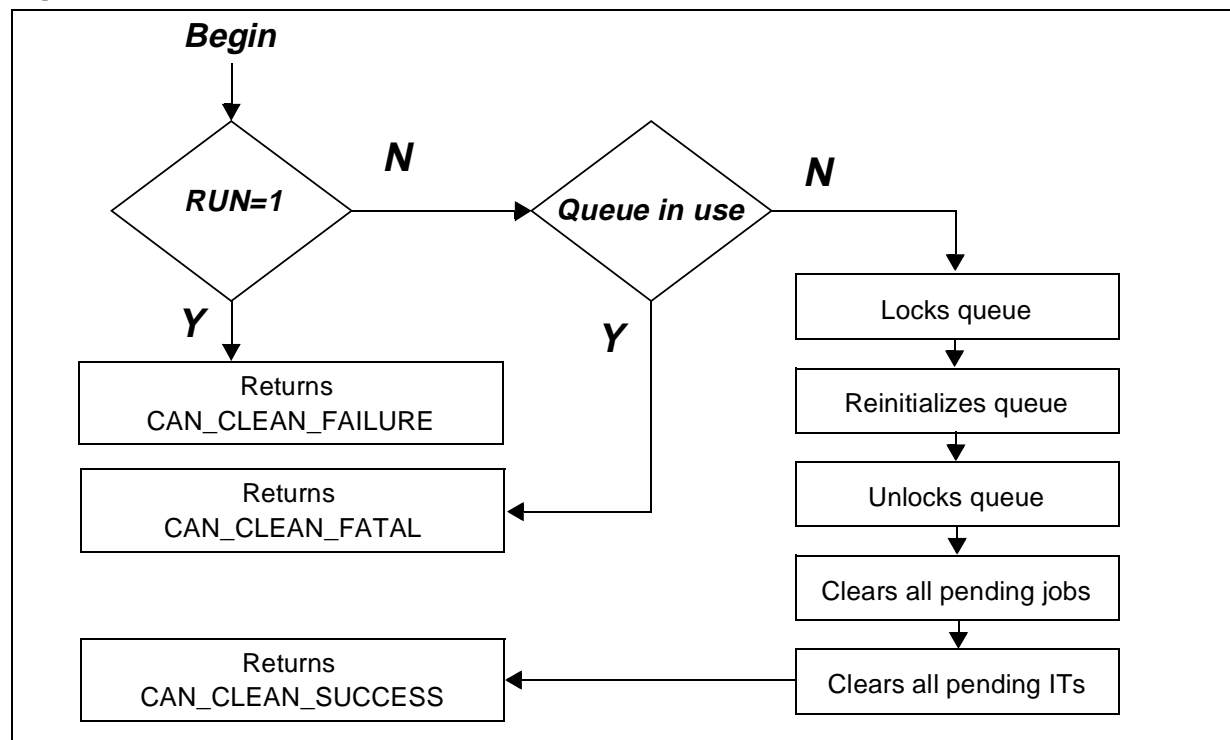 Begin
RUN=1
N
Queue in use
N
Y
Y
Locks queue
Returns
CAN_CLEAN_FAILURE
Reinitializes queue
Returns
CAN_CLEAN_FATAL
Unlocks queue
Clears all pending jobs
Returns
CAN_CLEAN_SUCCESS
Clears all pending ITs